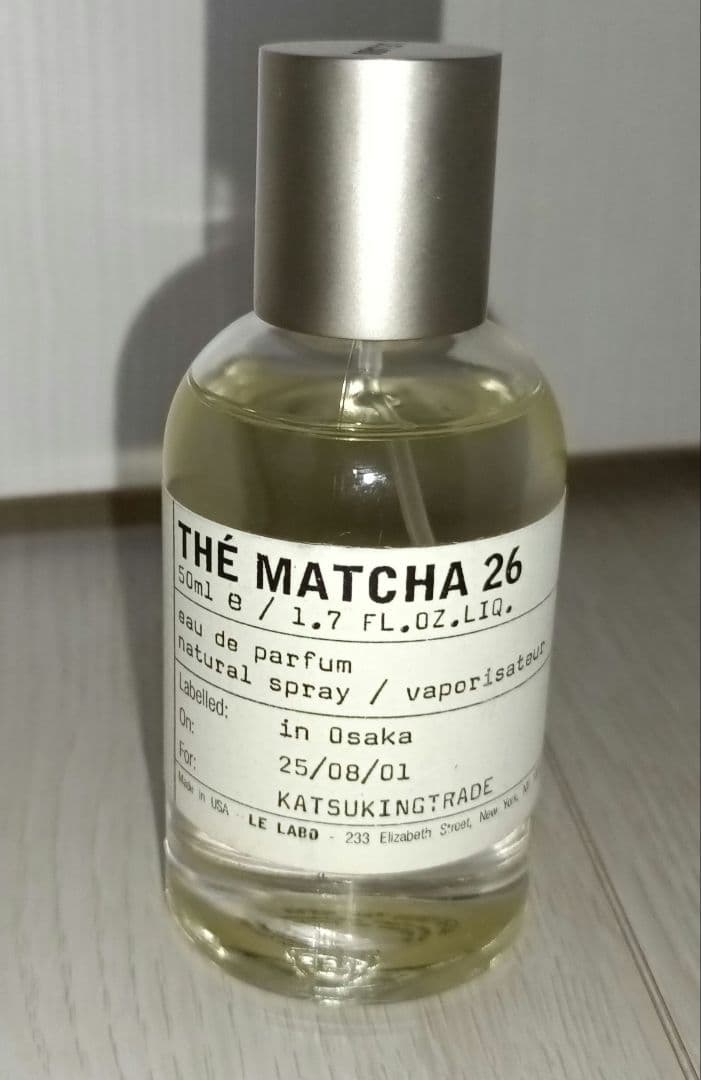 THÉ MATCHA 26
50ml e / 1.7 FL.OZ.LIQ.
eau de parfum
natural spray / vaporisateur
Labelled: in Osaka
On: 25/08/01
For: KATSUKINGTRADE
Made in USA - LE LABO - 233 Elizabeth Street, New York,